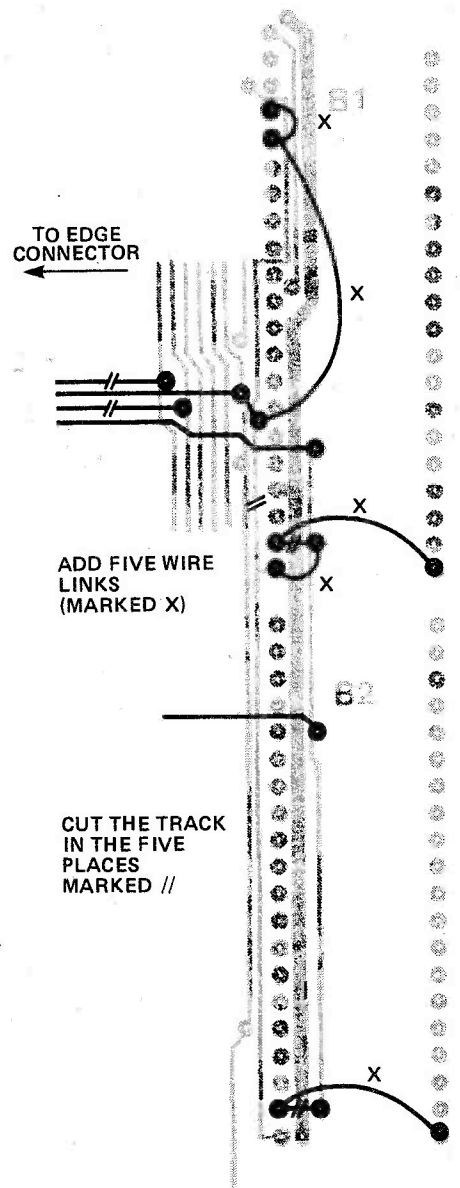 B1
X
TO EDGE
CONNECTOR
X
//
//
//
X
ADD FIVE WIRE
LINKS
(MARKED X)
//
X
B2
CUT THE TRACK
IN THE FIVE
PLACES
MARKED //
X
//